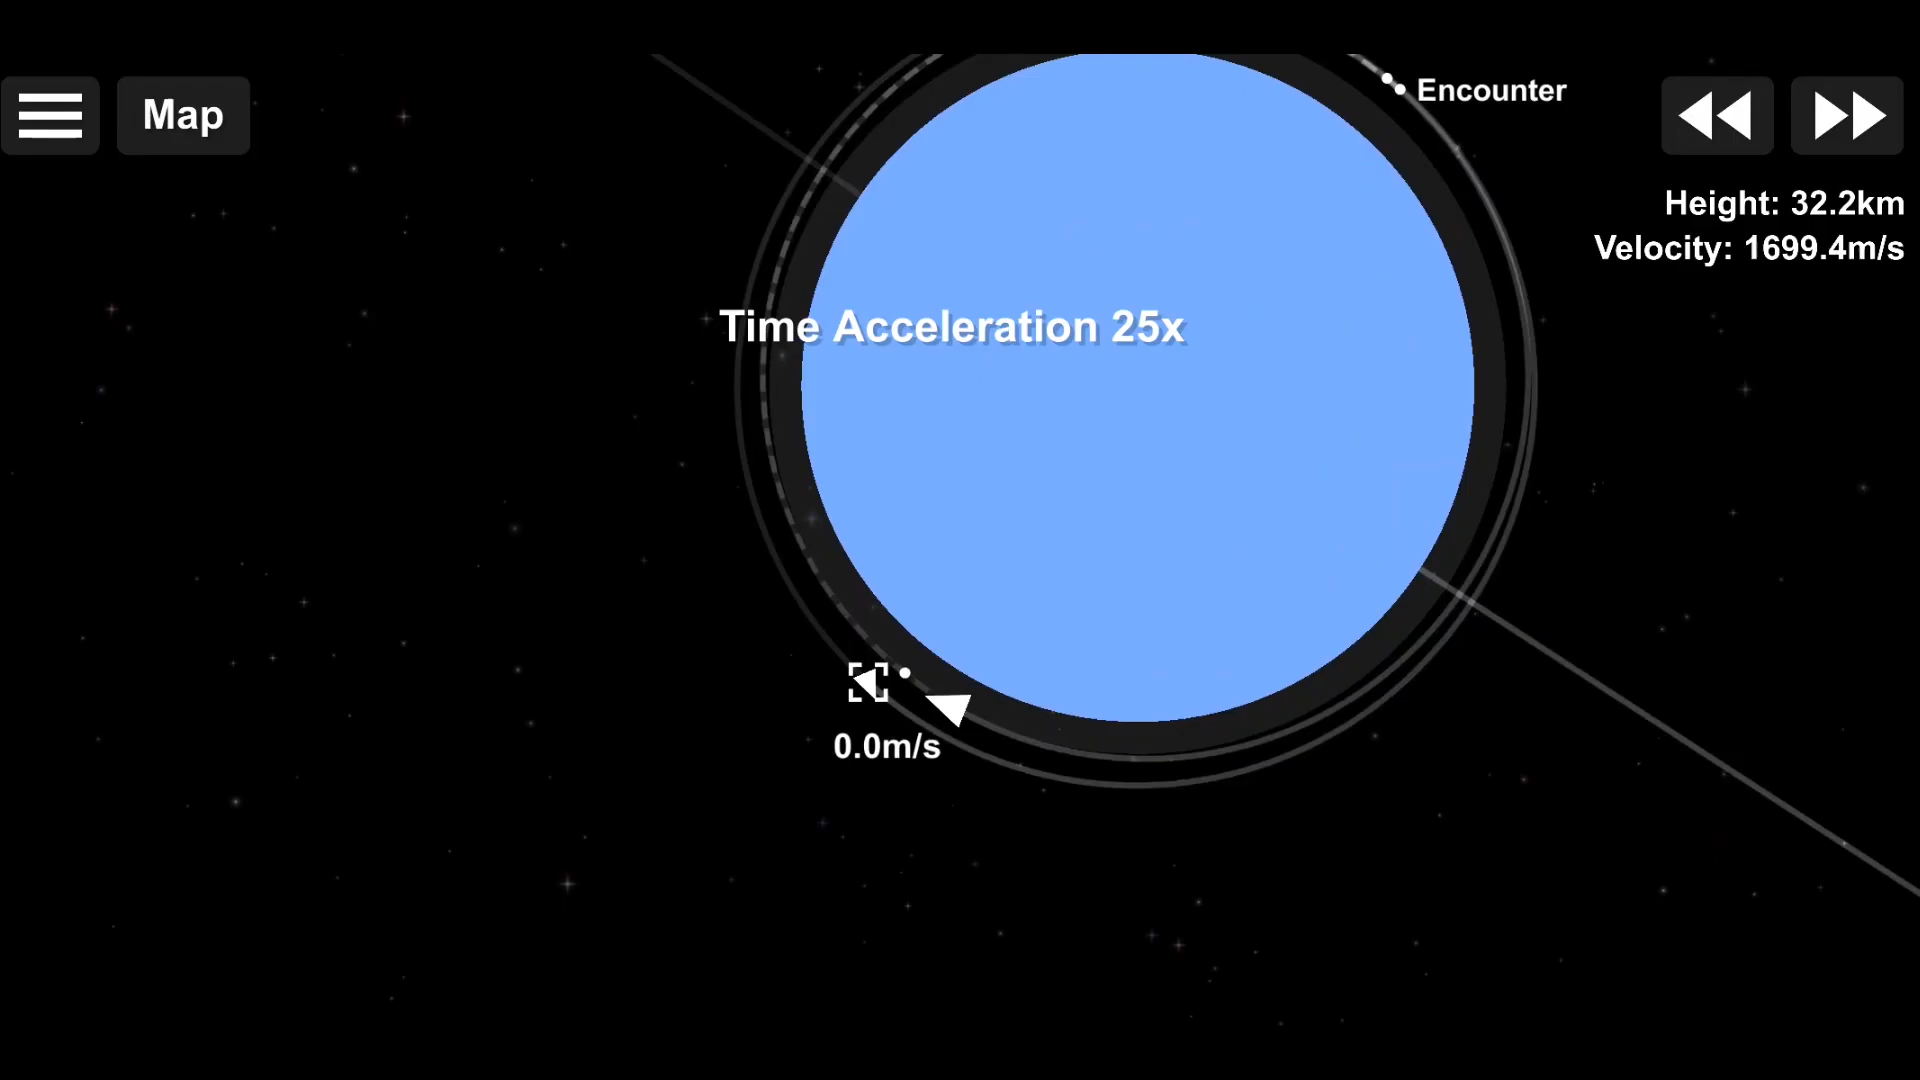 Map
Encounter
Height: 32.2km
Velocity: 1699.4m/s
Time Acceleration 25x
0.0m/s